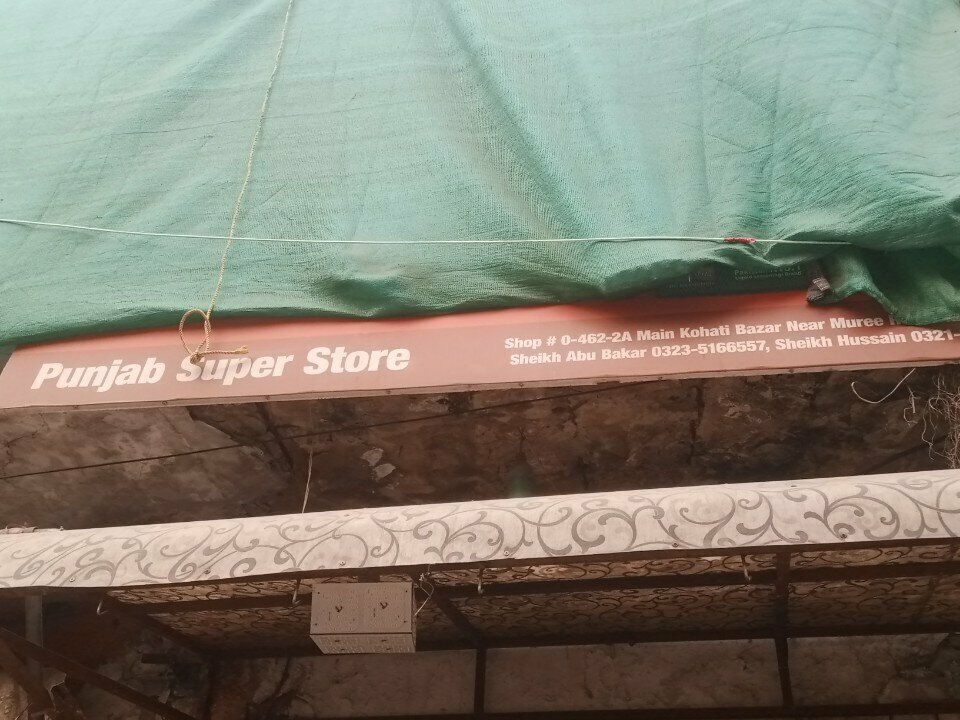 Punjab Super Store
Shop # 0-462-2A Main Kohati Bazar Near Muree
Sheikh Abu Bakar 0323-5166557, Sheikh Hussain 0321-